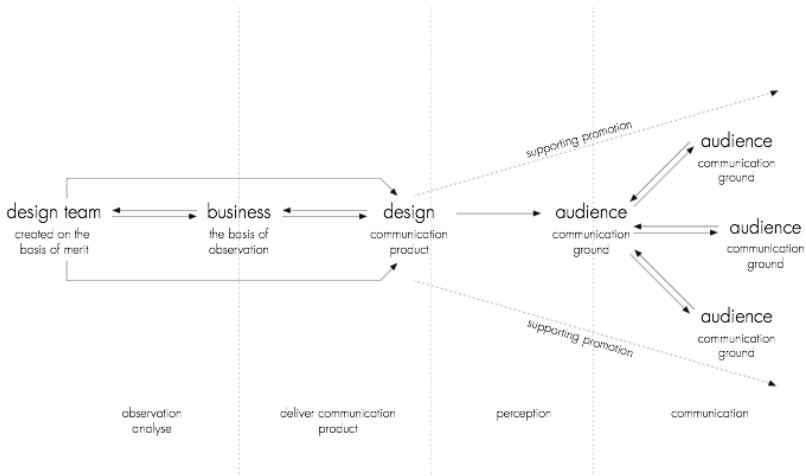 supporting promotion
audience
communication
ground
design team
created on the
basis of merit
business
the basis of
observation
design
communication
product
audience
communication
ground
audience
communication
ground
audience
communication
ground
supporting promotion
observation
analyse
deliver communication
product
perception
communication